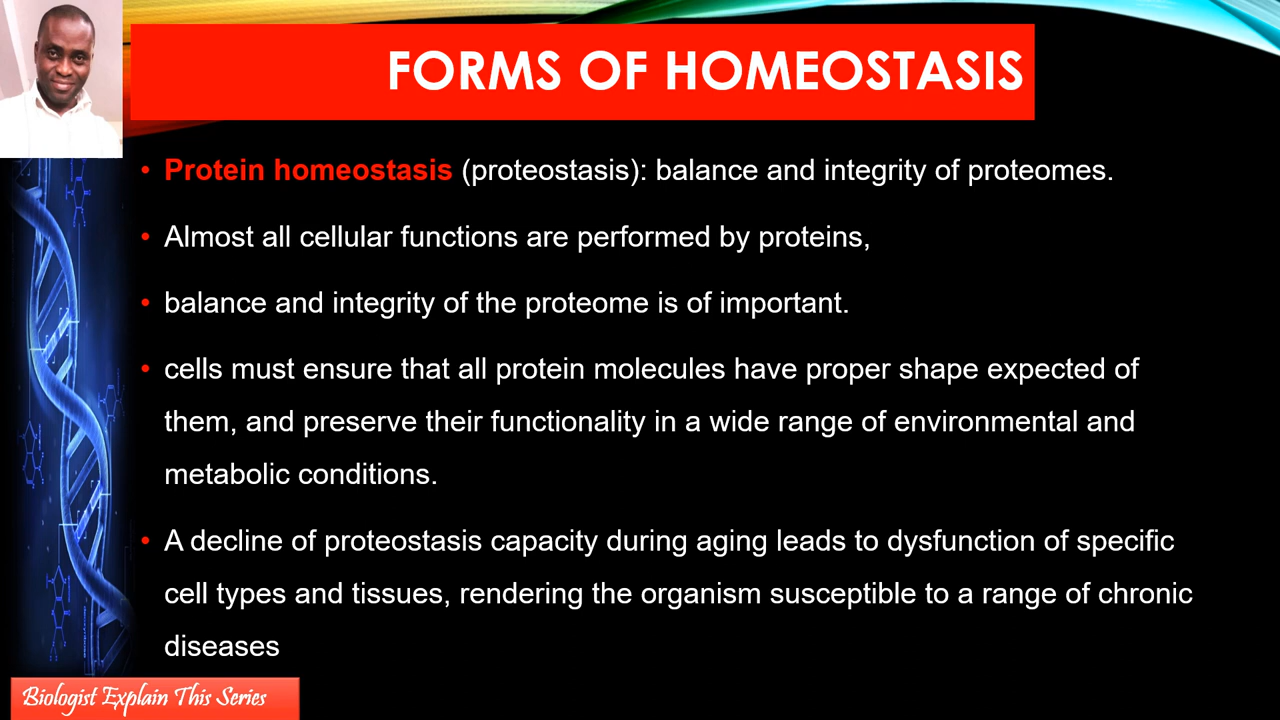 FORMS OF HOMEOSTASIS
• Protein homeostasis (proteostasis): balance and integrity of proteomes.
• Almost all cellular functions are performed by proteins,
• balance and integrity of the proteome is of important.
• cells must ensure that all protein molecules have proper shape expected of
them, and preserve their functionality in a wide range of environmental and
metabolic conditions.
• A decline of proteostasis capacity during aging leads to dysfunction of specific
cell types and tissues, rendering the organism susceptible to a range of chronic
diseases
Biologist Explain This Series